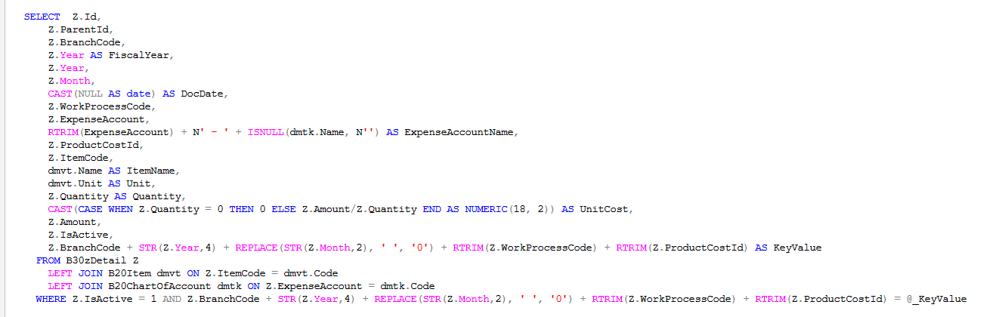 SELECT  Z.Id,
Z.ParentId,
Z.BranchCode,
Z.Year AS FiscalYear,
Z.Year,
Z.Month,
CAST(NULL AS date) AS DocDate,
Z.WorkProcessCode,
Z.ExpenseAccount,
RTRIM(ExpenseAccount) + N' - ' + ISNULL(dmtk.Name, N'') AS ExpenseAccountName,
Z.ProductCostId,
Z.ItemCode,
dmvt.Name AS ItemName,
dmvt.Unit AS Unit,
Z.Quantity AS Quantity,
CAST(CASE WHEN Z.Quantity = 0 THEN 0 ELSE Z.Amount/Z.Quantity END AS NUMERIC(18, 2)) AS UnitCost,
Z.Amount,
Z.IsActive,
Z.BranchCode + STR(Z.Year,4) + REPLACE(STR(Z.Month,2), ' ', '0') + RTRIM(Z.WorkProcessCode) + RTRIM(Z.ProductCostId) AS KeyValue
FROM B30zDetail Z
LEFT JOIN B20Item dmvt ON Z.ItemCode = dmvt.Code
LEFT JOIN B20ChartOfAccount dmtk ON Z.ExpenseAccount = dmtk.Code
WHERE Z.IsActive = 1 AND Z.BranchCode + STR(Z.Year,4) + REPLACE(STR(Z.Month,2), ' ', '0') + RTRIM(Z.WorkProcessCode) + RTRIM(Z.ProductCostId) = @_KeyValue